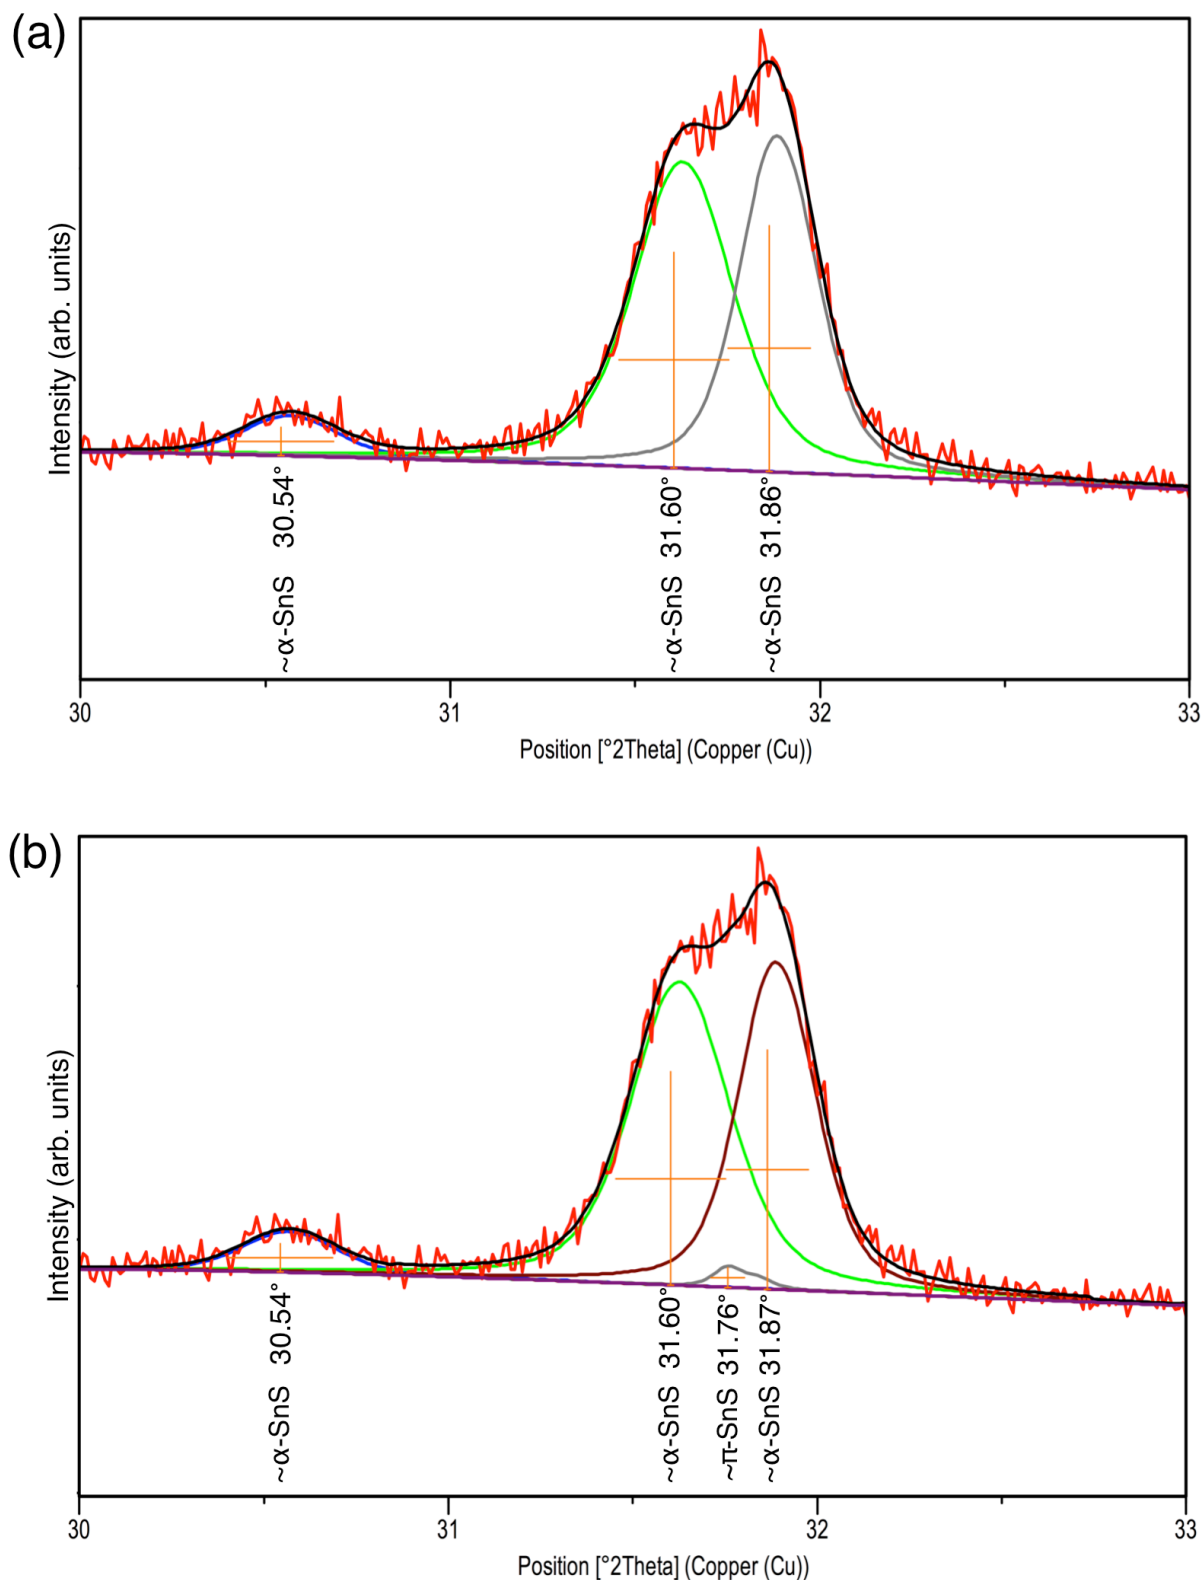 (a)
Intensity (arb. units)
~α-SnS 30.54°
~α-SnS 31.60°
~α-SnS 31.86°
30 31 32 33
Position [°2Theta] (Copper (Cu))
(b)
Intensity (arb. units)
~α-SnS 30.54°
~α-SnS 31.60°
~π-SnS 31.76°
~α-SnS 31.87°
30 31 32 33
Position [°2Theta] (Copper (Cu))